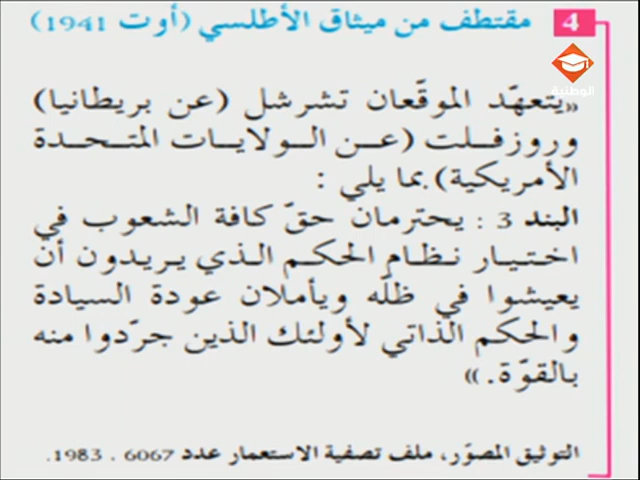 4 مقتطف من ميثاق الأطلسي (أوت 1941)
الوطنية
«يتعهّد الموقّعان تشرشل (عن بريطانيا)
وروزفلت (عن الولايات المتحدة
الأمريكية) بما يلي :
البند 3 : يحترمان حقّ كافة الشعوب في
اختيار نظام الحكم الذي يريدون أن
يعيشوا في ظلّه ويأملان عودة السيادة
والحكم الذاتي لأولئك الذين جرّدوا منه
بالقوّة.»
التوثيق المصوّر، ملف تصفية الاستعمار عدد 6067 ، 1983.